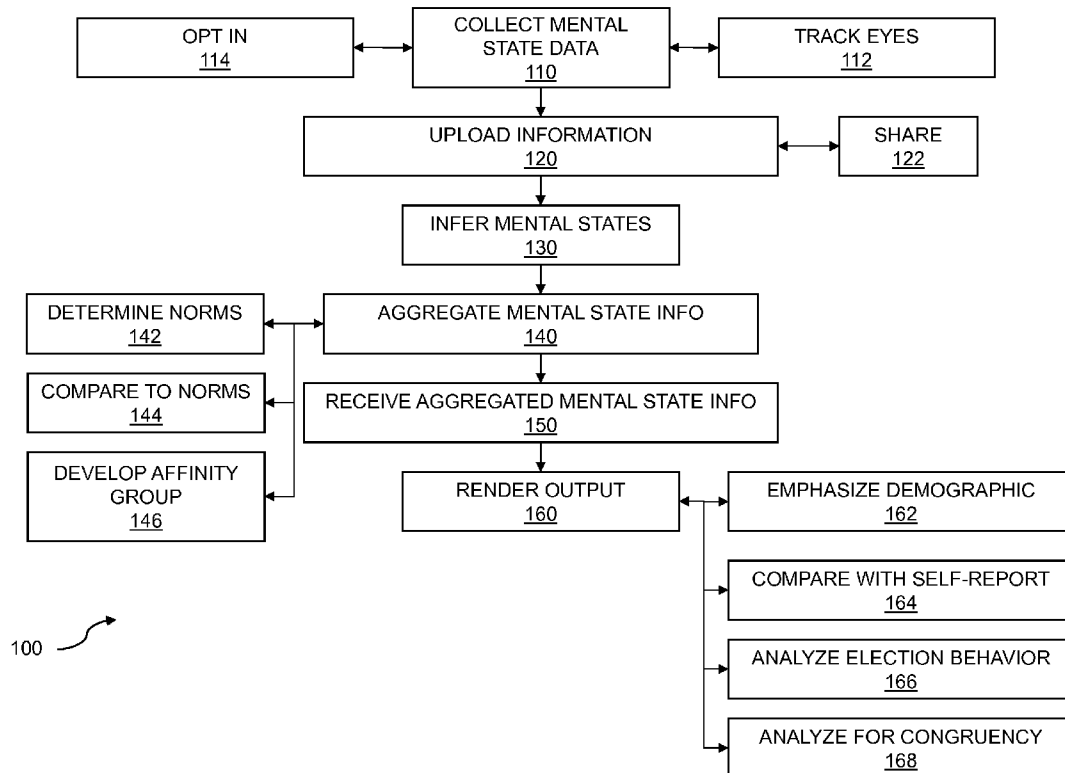 OPT IN
114
COLLECT MENTAL
STATE DATA
110
TRACK EYES
112
UPLOAD INFORMATION
120
SHARE
122
INFER MENTAL STATES
130
DETERMINE NORMS
142
AGGREGATE MENTAL STATE INFO
140
COMPARE TO NORMS
144
RECEIVE AGGREGATED MENTAL STATE INFO
150
DEVELOP AFFINITY
GROUP
146
RENDER OUTPUT
160
EMPHASIZE DEMOGRAPHIC
162
COMPARE WITH SELF-REPORT
164
100
ANALYZE ELECTION BEHAVIOR
166
ANALYZE FOR CONGRUENCY
168